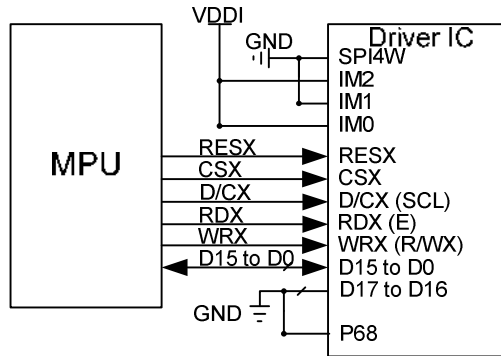 VDDI
GND
Driver IC
SPI4W
IM2
IM1
IM0
MPU
RESX
RESX
CSX
CSX
D/CX
D/CX (SCL)
RDX
RDX (E)
WRX
WRX (R/WX)
D15 to D0
D15 to D0
D17 to D16
GND
P68